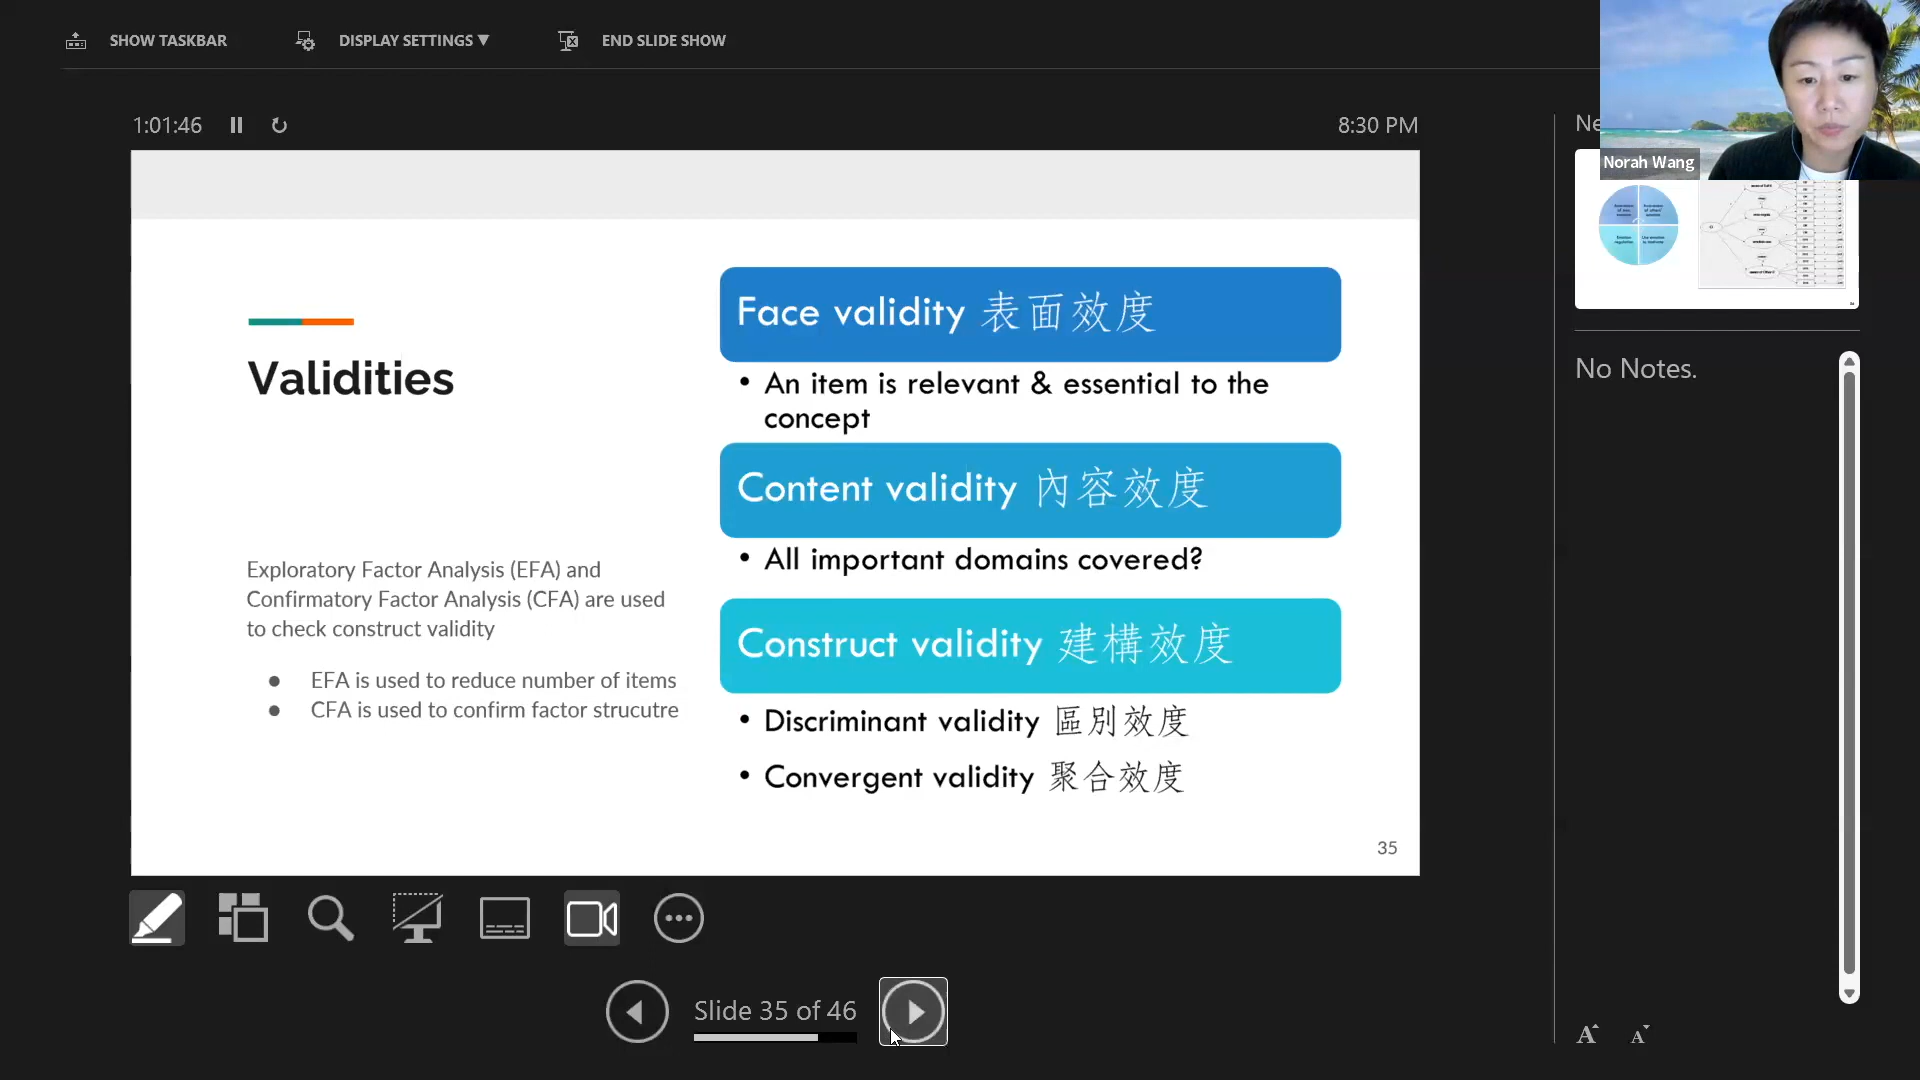 SHOW TASKBAR
DISPLAY SETTINGS ▼
END SLIDE SHOW
1:01:46
8:30 PM
Norah Wang
Validities
Exploratory Factor Analysis (EFA) and
Confirmatory Factor Analysis (CFA) are used
to check construct validity
● EFA is used to reduce number of items
● CFA is used to confirm factor strucutre
Face validity 表面效度
• An item is relevant & essential to the
concept
Content validity 內容效度
• All important domains covered?
Construct validity 建構效度
• Discriminant validity 區別效度
• Convergent validity 聚合效度
35
No Notes.
Slide 35 of 46
A A